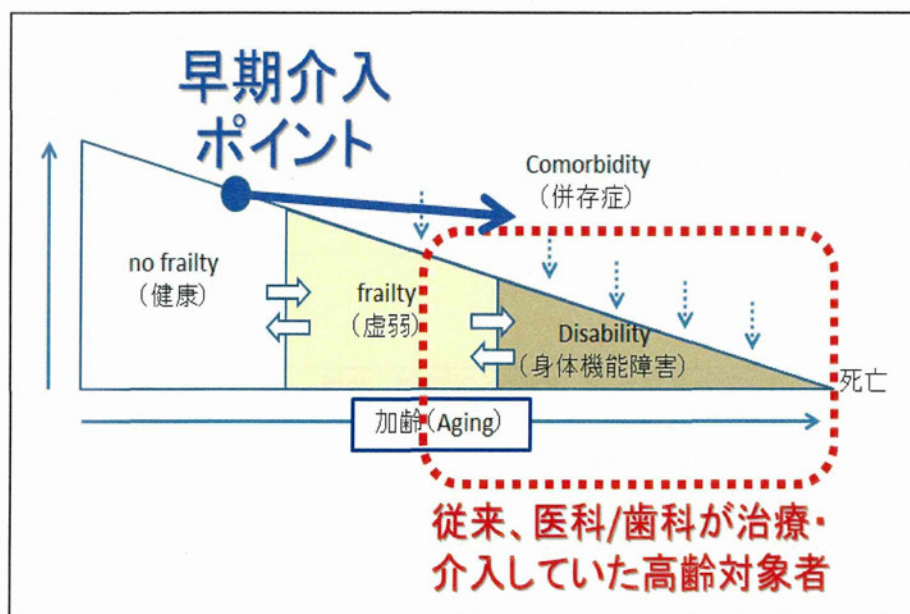 早期介入
ポイント
Comorbidity
(併存症)
no frailty
(健康)
frailty
(虚弱)
Disability
(身体機能障害)
死亡
加齢(Aging)
従来、医科/歯科が治療・
介入していた高齢対象者